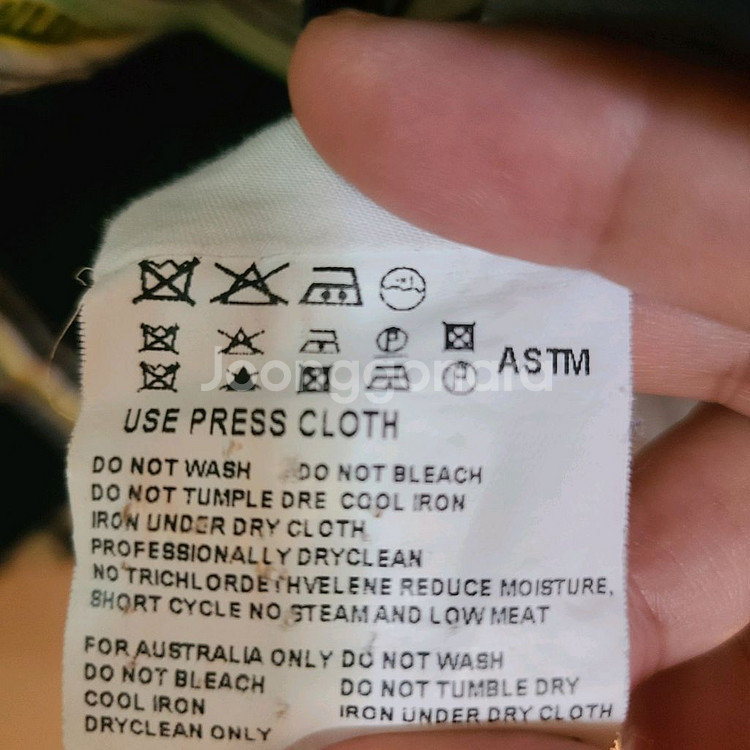 ASTM
Joonggonara
USE PRESS CLOTH
DO NOT WASH DO NOT BLEACH
DO NOT TUMPLE DRE COOL IRON
IRON UNDER DRY CLOTH
PROFESSIONALLY DRYCLEAN
NO TRICHLORDETHVELENE REDUCE MOISTURE,
SHORT CYCLE NO STEAM AND LOW MEAT
FOR AUSTRALIA ONLY DO NOT WASH
DO NOT BLEACH DO NOT TUMBLE DRY
COOL IRON IRON UNDER DRY CLOTH
DRYCLEAN ONLY